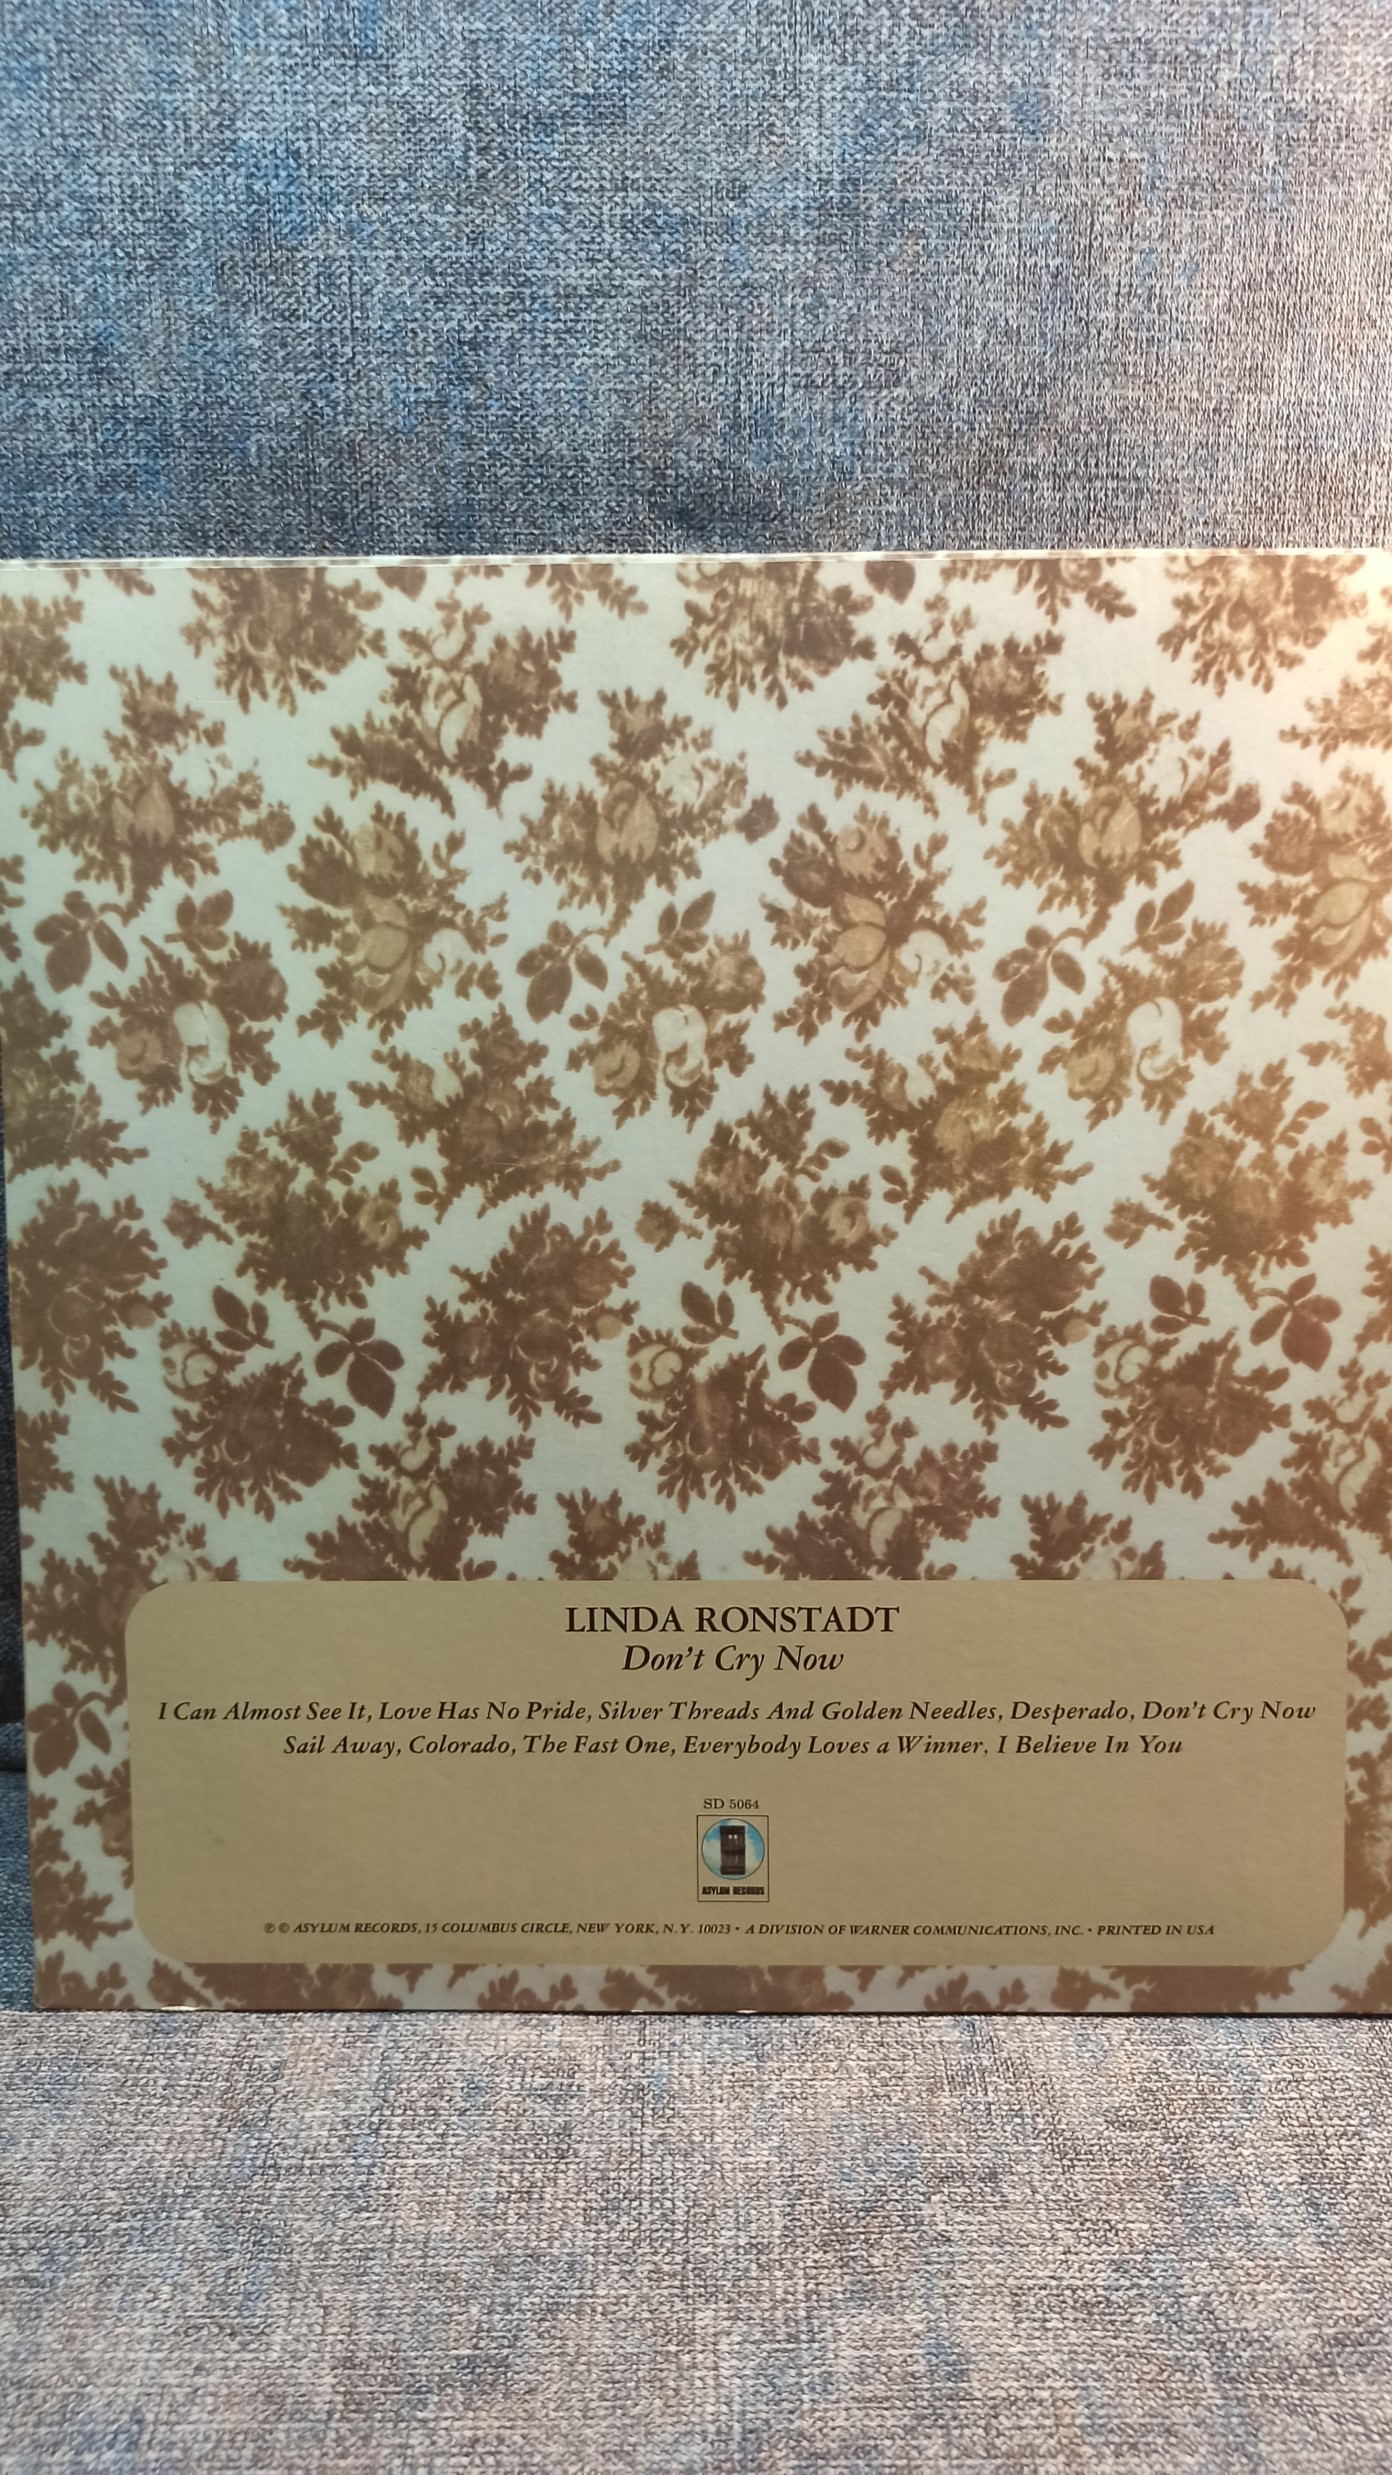 LINDA RONSTADT
Don't Cry Now
I Can Almost See It, Love Has No Pride, Silver Threads And Golden Needles, Desperado, Don't Cry Now
Sail Away, Colorado, The Fast One, Everybody Loves a Winner, I Believe In You
SD 5064
ASYLUM RECORDS
℗ © ASYLUM RECORDS, 15 COLUMBUS CIRCLE, NEW YORK, N.Y. 10023 • A DIVISION OF WARNER COMMUNICATIONS, INC. • PRINTED IN USA